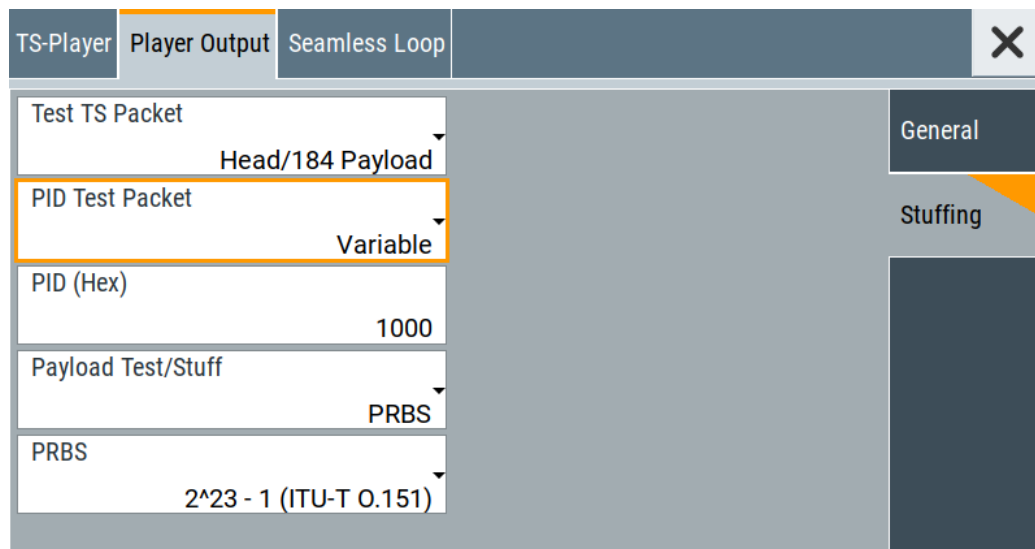 TS-Player Player Output Seamless Loop
Test TS Packet
Head/184 Payload
General
PID Test Packet
Variable
Stuffing
PID (Hex)
1000
Payload Test/Stuff
PRBS
PRBS
2^23 - 1 (ITU-T O.151)